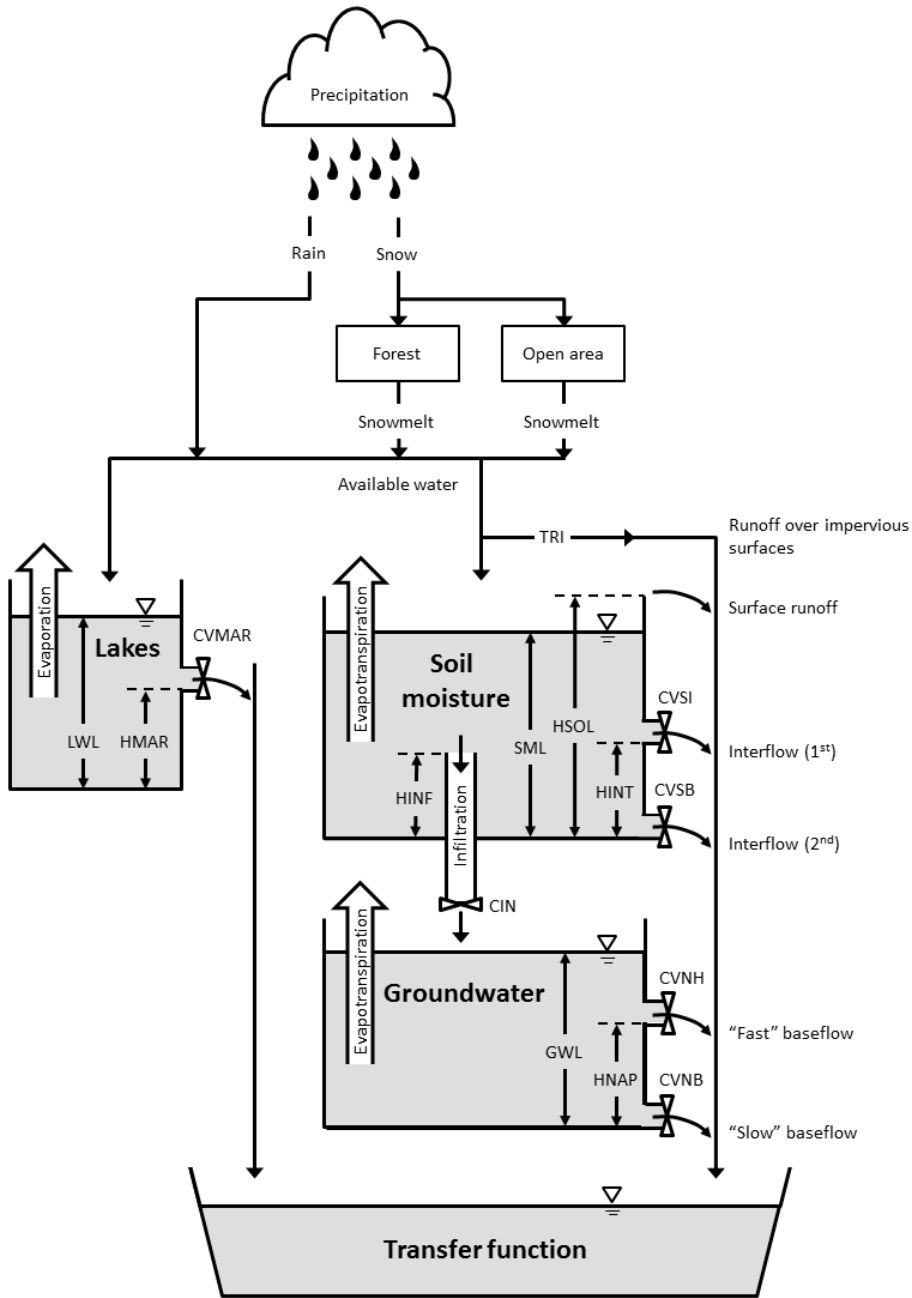 Precipitation
Rain
Snow
Forest
Open area
Snowmelt
Snowmelt
Available water
TRI
Runoff over impervious
surfaces
Evaporation
Lakes
CVMAR
LWL
HMAR
Evapotranspiration
Soil
moisture
Surface runoff
HSOL
SML
CVSI
Interflow (1st)
HINF
HINT
CVSB
Infiltration
Interflow (2nd)
CIN
Evapotranspiration
Groundwater
CVNH
"Fast" baseflow
GWL
HNAP
CVNB
"Slow" baseflow
Transfer function